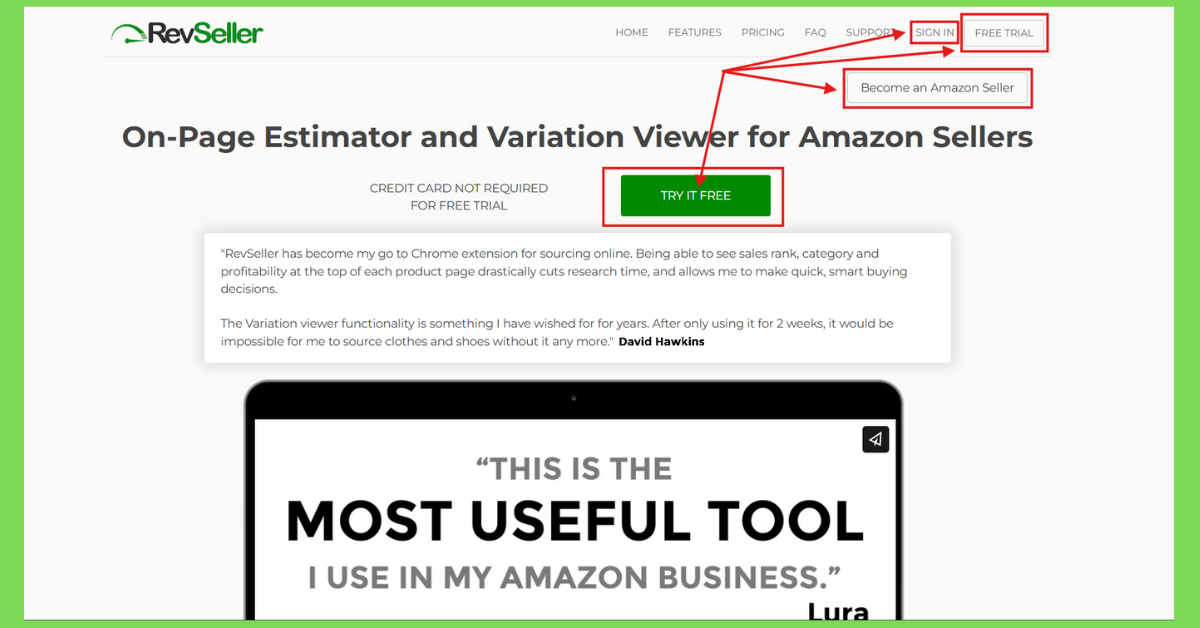 RevSeller
HOME FEATURES PRICING FAQ SUPPORT SIGN IN FREE TRIAL
Become an Amazon Seller
On-Page Estimator and Variation Viewer for Amazon Sellers
CREDIT CARD NOT REQUIRED
FOR FREE TRIAL
TRY IT FREE
"RevSeller has become my go to Chrome extension for sourcing online. Being able to see sales rank, category and
profitability at the top of each product page drastically cuts research time, and allows me to make quick, smart buying
decisions.
The Variation viewer functionality is something I have wished for for years. After only using it for 2 weeks, it would be
impossible for me to source clothes and shoes without it any more." David Hawkins
“THIS IS THE
MOST USEFUL TOOL
I USE IN MY AMAZON BUSINESS.”
Lura